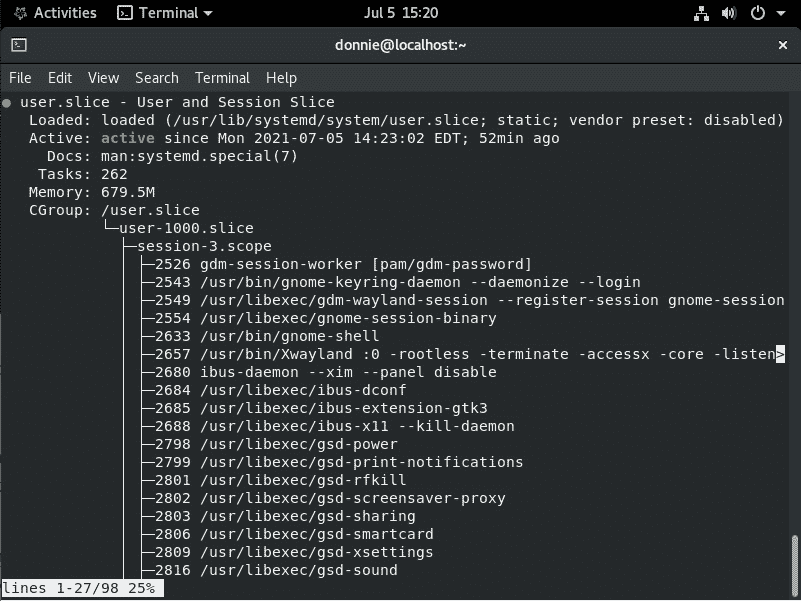 Activities Terminal Jul 5 15:20
donnie@localhost:~
File Edit View Search Terminal Help
● user.slice - User and Session Slice
   Loaded: loaded (/usr/lib/systemd/system/user.slice; static; vendor preset: disabled)
   Active: active since Mon 2021-07-05 14:23:02 EDT; 52min ago
     Docs: man:systemd.special(7)
    Tasks: 262
   Memory: 679.5M
   CGroup: /user.slice
           └─user-1000.slice
             ├─session-3.scope
             │ ├─2526 gdm-session-worker [pam/gdm-password]
             │ ├─2543 /usr/bin/gnome-keyring-daemon --daemonize --login
             │ ├─2549 /usr/libexec/gdm-wayland-session --register-session gnome-session
             │ ├─2554 /usr/libexec/gnome-session-binary
             │ ├─2633 /usr/bin/gnome-shell
             │ ├─2657 /usr/bin/Xwayland :0 -rootless -terminate -accessx -core -listen>
             │ ├─2680 ibus-daemon --xim --panel disable
             │ ├─2684 /usr/libexec/ibus-dconf
             │ ├─2685 /usr/libexec/ibus-extension-gtk3
             │ ├─2688 /usr/libexec/ibus-x11 --kill-daemon
             │ ├─2798 /usr/libexec/gsd-power
             │ ├─2799 /usr/libexec/gsd-print-notifications
             │ ├─2801 /usr/libexec/gsd-rfkill
             │ ├─2802 /usr/libexec/gsd-screensaver-proxy
             │ ├─2803 /usr/libexec/gsd-sharing
             │ ├─2806 /usr/libexec/gsd-smartcard
             │ ├─2809 /usr/libexec/gsd-xsettings
             │ ├─2816 /usr/libexec/gsd-sound
lines 1-27/98 25%